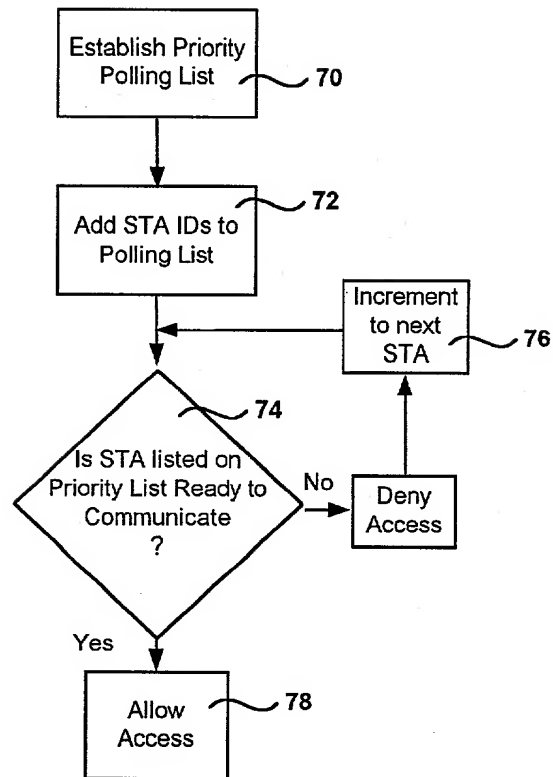 Establish Priority
Polling List
70
72
Add STA IDs to
Polling List
Increment
to next
STA
76
74
Is STA listed on
Priority List Ready to
Communicate
?
No
Deny
Access
Yes
Allow
Access
78